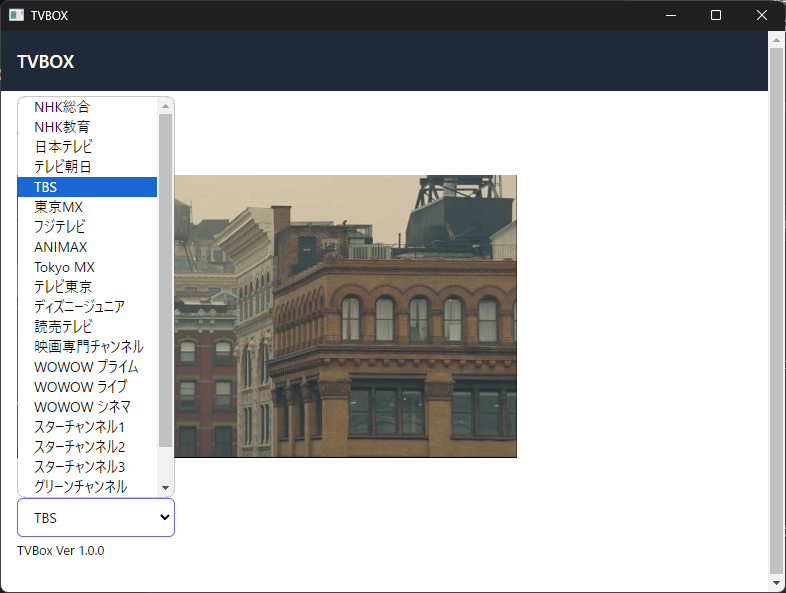 TVBOX
TVBOX
NHK総合
NHK教育
日本テレビ
テレビ朝日
TBS
東京MX
フジテレビ
ANIMAX
Tokyo MX
テレビ東京
ディズニージュニア
読売テレビ
映画専門チャンネル
WOWOW プライム
WOWOW ライブ
WOWOW シネマ
スターチャンネル1
スターチャンネル2
スターチャンネル3
グリーンチャンネル
TBS
TVBox Ver 1.0.0